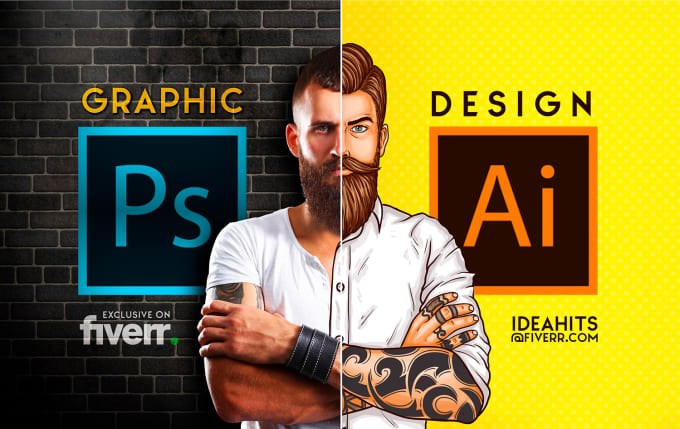 GRAPHIC
Ps
EXCLUSIVE ON
fiverr.
DESIGN
Ai
IDEAHITS
@FIVERR.COM